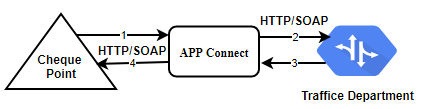 HTTP/SOAP
1
2
HTTP/SOAP
APP Connect
Cheque
Point
4
3
Traffice Department